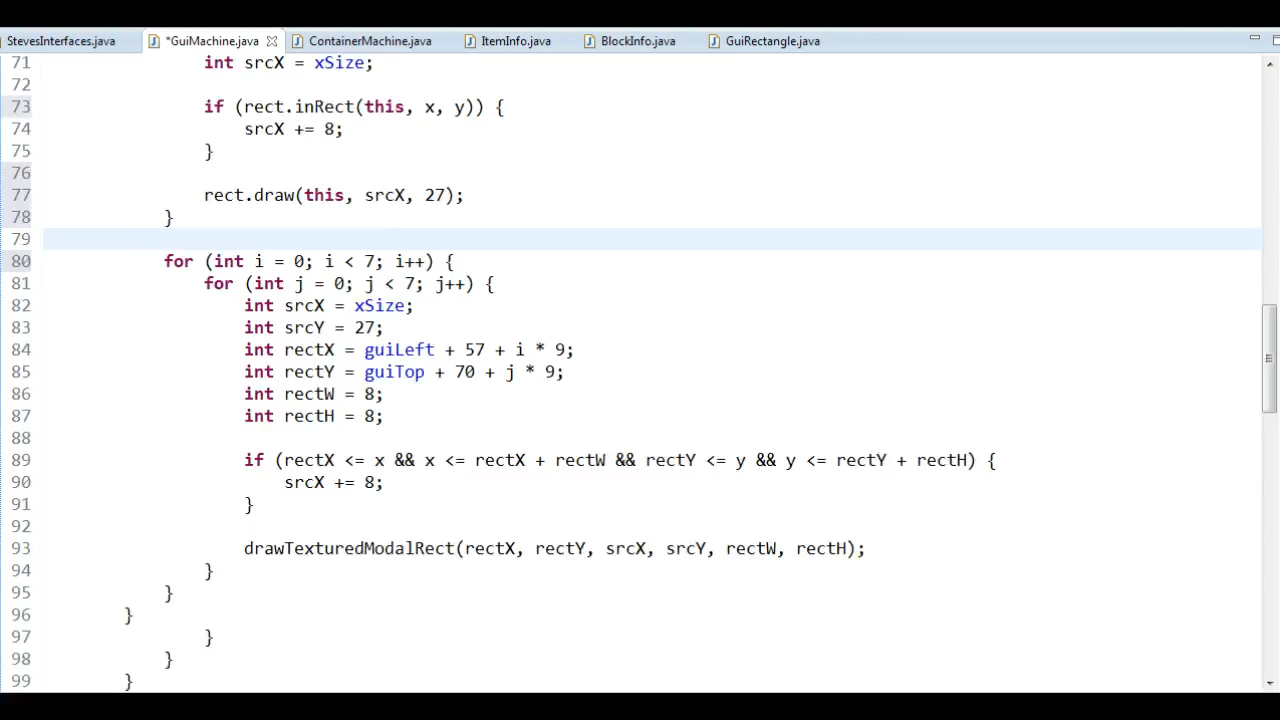 StevesInterfaces.java *GuiMachine.java ContainerMachine.java ItemInfo.java BlockInfo.java GuiRectangle.java
71 int srcX = xSize;
72
73 if (rect.inRect(this, x, y)) {
74 srcX += 8;
75 }
76
77 rect.draw(this, srcX, 27);
78 }
79
80 for (int i = 0; i < 7; i++) {
81 for (int j = 0; j < 7; j++) {
82 int srcX = xSize;
83 int srcY = 27;
84 int rectX = guiLeft + 57 + i * 9;
85 int rectY = guiTop + 70 + j * 9;
86 int rectW = 8;
87 int rectH = 8;
88
89 if (rectX <= x && x <= rectX + rectW && rectY <= y && y <= rectY + rectH) {
90 srcX += 8;
91 }
92
93 drawTexturedModalRect(rectX, rectY, srcX, srcY, rectW, rectH);
94 }
95 }
96 }
97 }
98 }
99 }